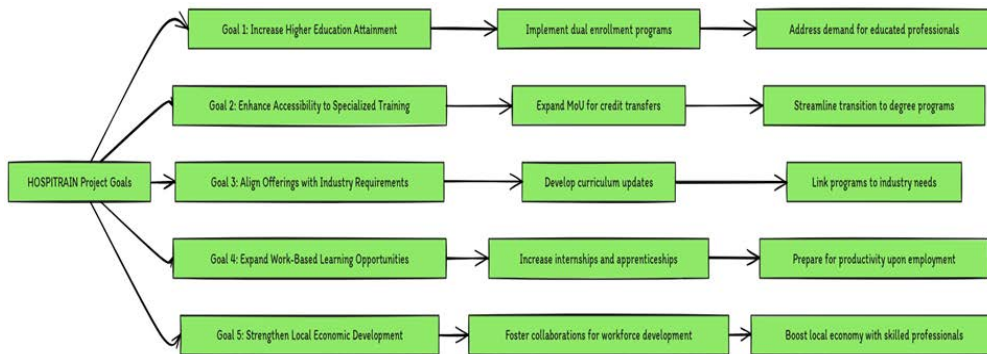 Goal 1: Increase Higher Education Attainment
Implement dual enrollment programs
Address demand for educated professionals
Goal 2: Enhance Accessibility to Specialized Training
Expand MoU for credit transfers
Streamline transition to degree programs
HOSPITRAIN Project Goals
Goal 3: Align Offerings with Industry Requirements
Develop curriculum updates
Link programs to industry needs
Goal 4: Expand Work-Based Learning Opportunities
Increase internships and apprenticeships
Prepare for productivity upon employment
Goal 5: Strengthen Local Economic Development
Foster collaborations for workforce development
Boost local economy with skilled professionals